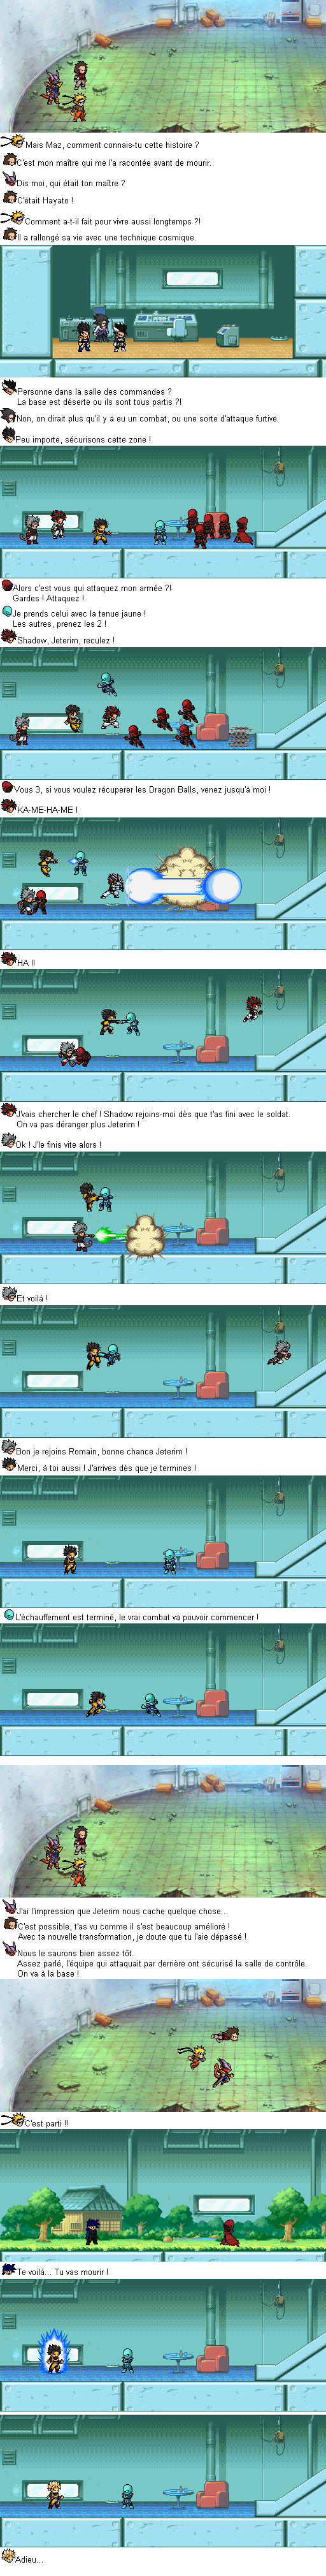 Mais Maz, comment connais-tu cette histoire ?
C'est mon maître qui me l'a racontée avant de mourir.
Dis moi, qui était ton maître ?
C'était Hayato !
Comment a-t-il fait pour vivre aussi longtemps ?!
Il a rallongé sa vie avec une technique cosmique.
Personne dans la salle des commandes ?
La base est déserte ou ils sont tous partis ?!
Non, on dirait plus qu'il y a eu un combat, ou une sorte d'attaque furtive.
Peu importe, sécurisons cette zone !
Alors c'est vous qui attaquez mon armée ?!
Gardes ! Attaquez !
Je prends celui avec la tenue jaune !
Les autres, prenez les 2 !
Shadow, Jeterim, reculez !
Vous 3, si vous voulez récuperer les Dragon Balls, venez jusqu'à moi !
KA-ME-HA-ME !
HA !!
J'vais chercher le chef ! Shadow rejoins-moi dès que t'as fini avec le soldat.
On va pas déranger plus Jeterim !
Ok ! J'le finis vite alors !
Et voilà !
Bon je rejoins Romain, bonne chance Jeterim !
Merci, à toi aussi ! J'arrives dès que je termines !
L'échauffement est terminé, le vrai combat va pouvoir commencer !
J'ai l'impression que Jeterim nous cache quelque chose...
C'est possible, t'as vu comme il s'est beaucoup amélioré !
Avec ta nouvelle transformation, je doute que tu l'aie dépassé !
Nous le saurons bien assez tôt.
Assez parlé, l'équipe qui attaquait par derrière ont sécurisé la salle de contrôle.
On va à la base !
C'est parti !!
Te voilà... Tu vas mourir !
Adieu...